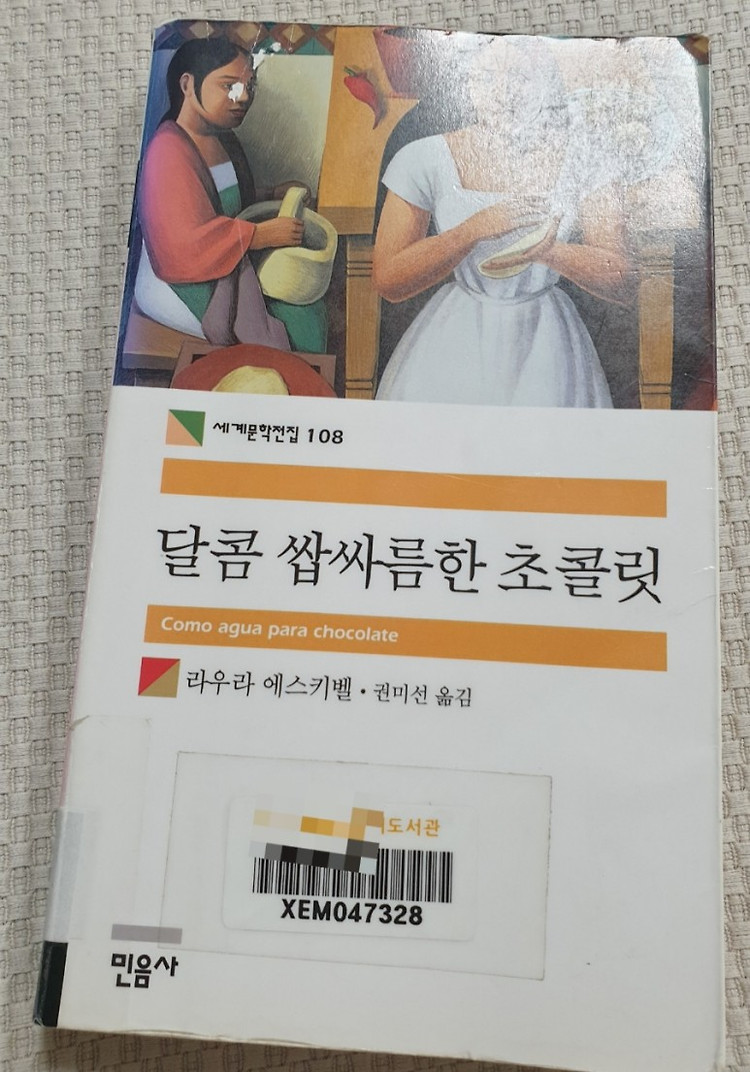 세계문학전집 108
달콤 쌉싸름한 초콜릿
Como agua para chocolate
라우라 에스키벨 · 권미선 옮김
도서관
XEM047328
민음사